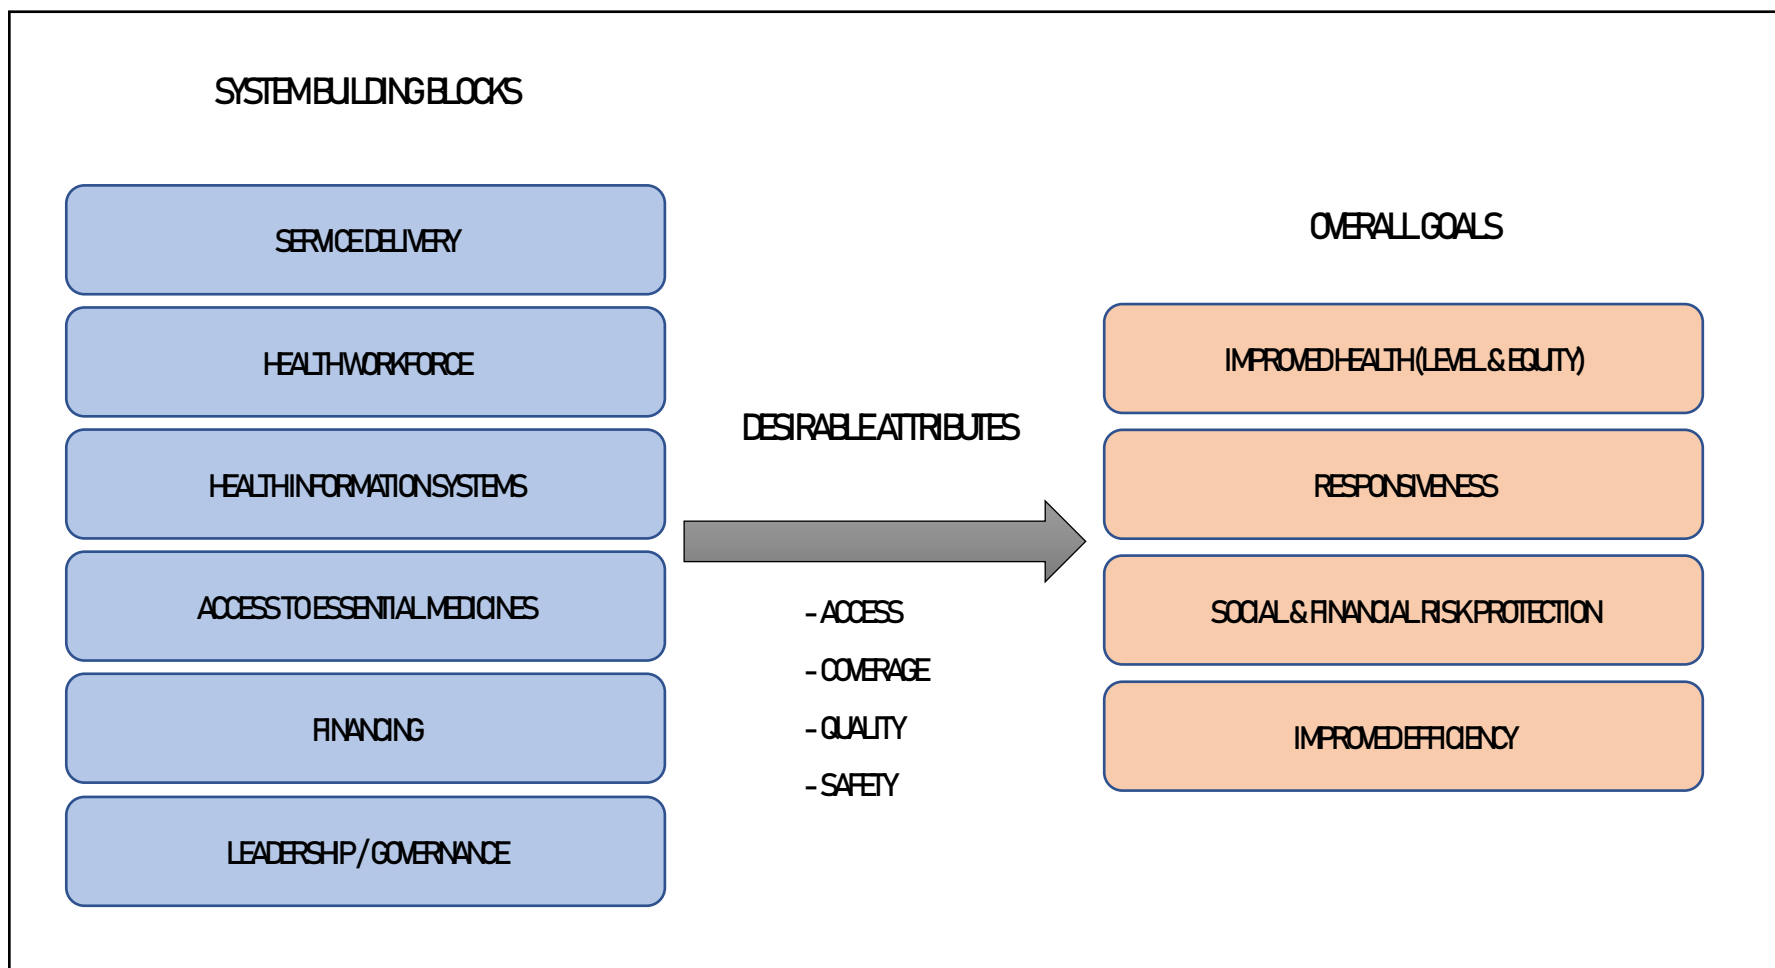 SYSTEM BUILDING BLOCKS
SERVICE DELIVERY
HEALTH WORKFORCE
HEALTH INFORMATION SYSTEMS
ACCESS TO ESSENTIAL MEDICINES
FINANCING
LEADERSHIP / GOVERNANCE
DESIRABLE ATTRIBUTES
- ACCESS
- COVERAGE
- QUALITY
- SAFETY
OVERALL GOALS
IMPROVED HEALTH (LEVEL & EQUITY)
RESPONSIVENESS
SOCIAL & FINANCIAL RISK PROTECTION
IMPROVED EFFICIENCY